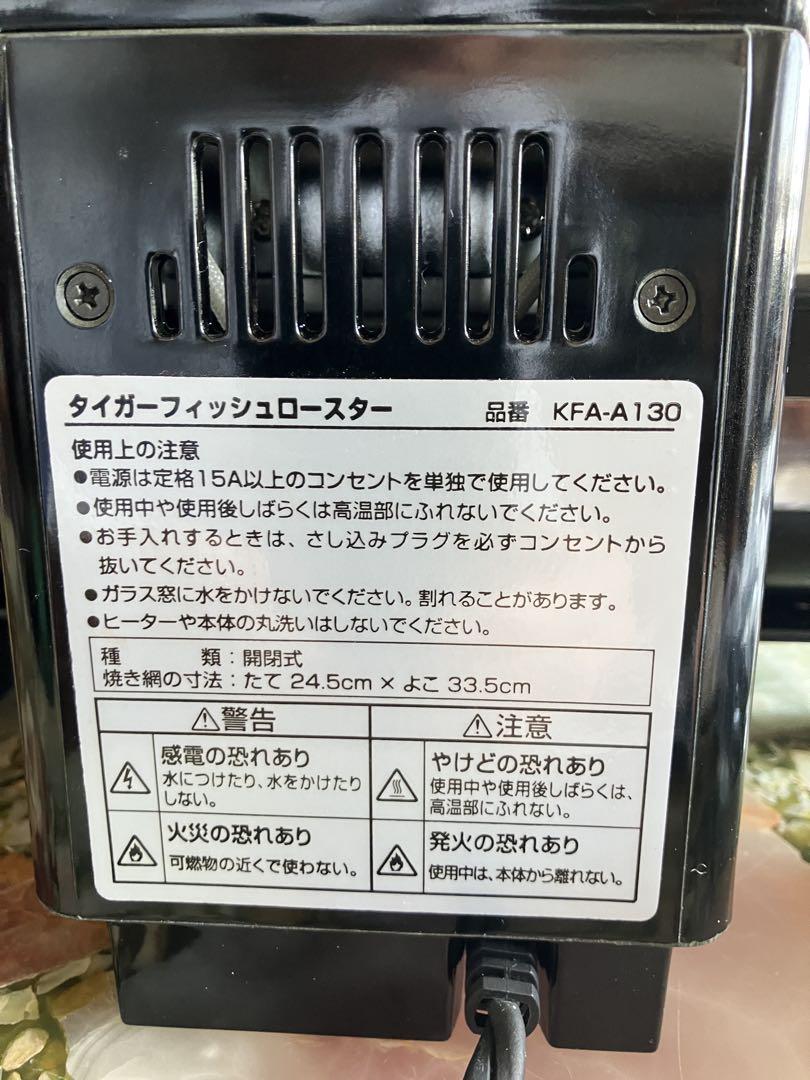 タイガーフィッシュロースター 品番 KFA-A130
使用上の注意
●電源は定格15A以上のコンセントを単独で使用してください。
●使用中や使用後しばらくは高温部にふれないでください。
●お手入れするときは、さし込みプラグを必ずコンセントから
抜いてください。
●ガラス窓に水をかけないでください。割れることがあります。
●ヒーターや本体の丸洗いはしないでください。
種 類：開閉式
焼き網の寸法：たて 24.5cm × よこ 33.5cm
⚠警告
感電の恐れあり
水につけたり、水をかけたり
しない。
火災の恐れあり
可燃物の近くで使わない。
⚠注意
やけどの恐れあり
使用中や使用後しばらくは、
高温部にふれない。
発火の恐れあり
使用中は、本体から離れない。